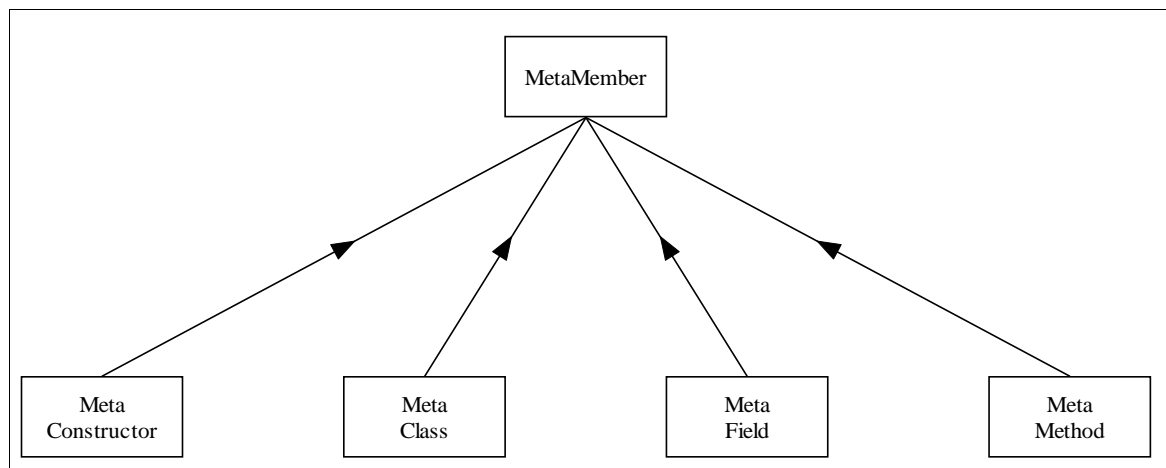 MetaMember
Meta
Constructor
Meta
Class
Meta
Field
Meta
Method